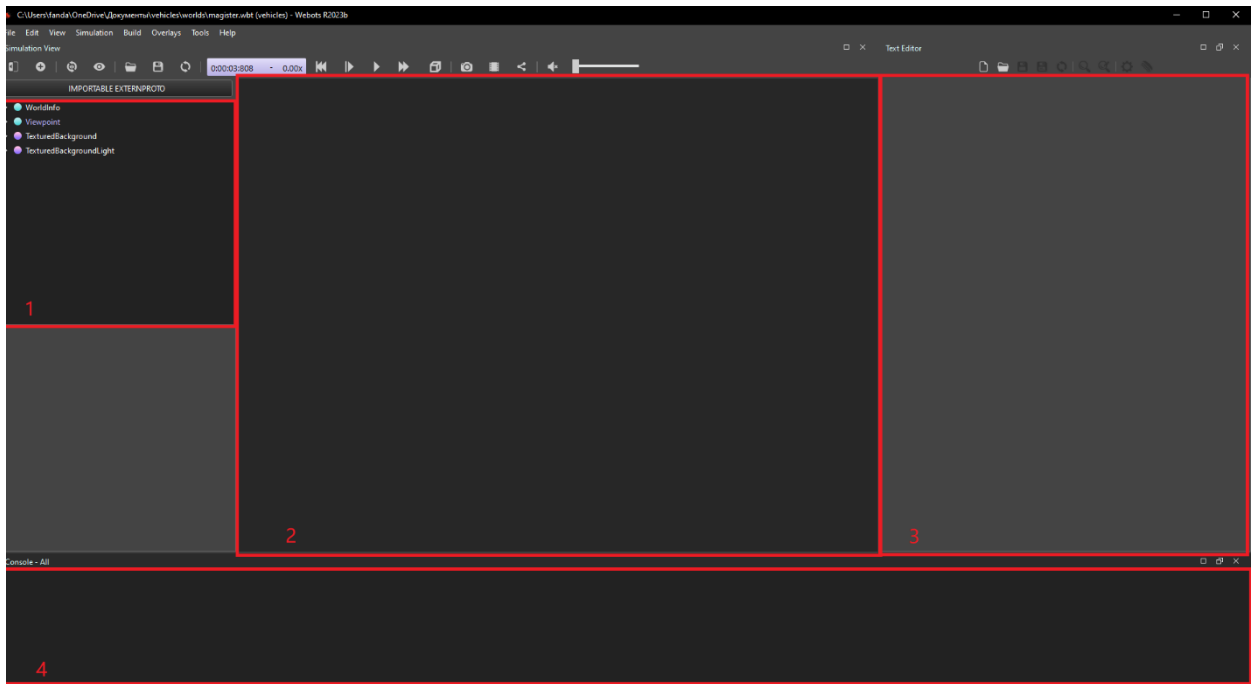 C:\Users\fanda\OneDrive\Документы\vehicles\worlds\magister.wbt (vehicles) - Webots R2023b
File Edit View Simulation Build Overlays Tools Help
Simulation View
Text Editor
0:00:03:808 - 0.00x
IMPORTABLE EXTERNPROTO
WorldInfo
Viewpoint
TexturedBackground
TexturedBackgroundLight
1
2
3
Console - All
4